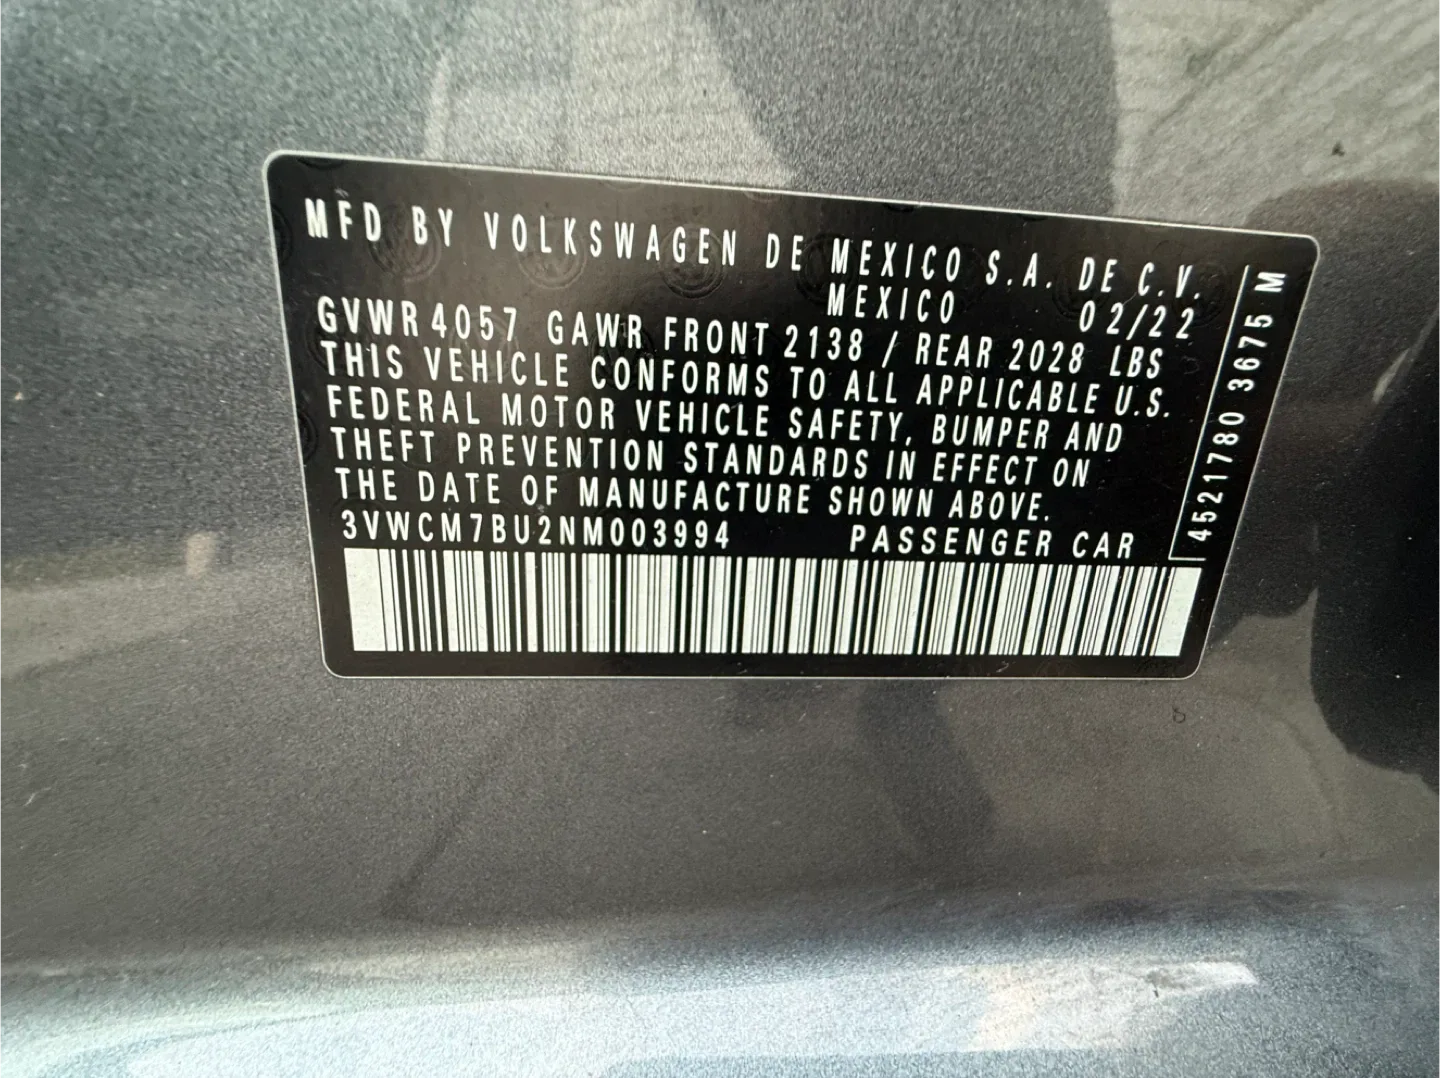 MFD BY VOLKSWAGEN DE MEXICO S.A. DE C.V.
MEXICO 02/22
GVWR 4057 GAWR FRONT 2138 / REAR 2028 LBS
THIS VEHICLE CONFORMS TO ALL APPLICABLE U.S.
FEDERAL MOTOR VEHICLE SAFETY, BUMPER AND
THEFT PREVENTION STANDARDS IN EFFECT ON
THE DATE OF MANUFACTURE SHOWN ABOVE.
3VWCM7BU2NM003994 PASSENGER CAR
4521780 3675 M